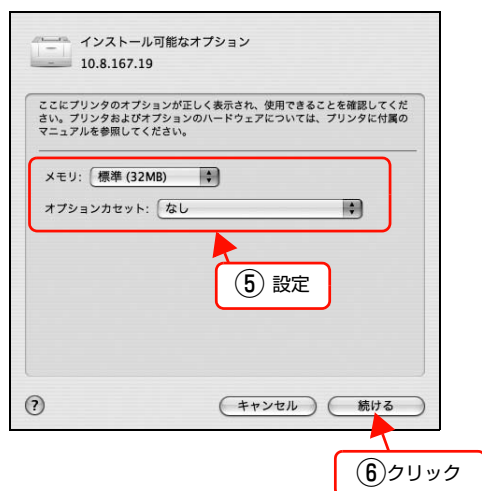 インストール可能なオプション
10.8.167.19
ここにプリンタのオプションが正しく表示され、使用できることを確認してくだ
さい。プリンタおよびオプションのハードウェアについては、プリンタに付属の
マニュアルを参照してください。
メモリ: 標準 (32MB)
オプションカセット: なし
⑤ 設定
? キャンセル 続ける
⑥クリック